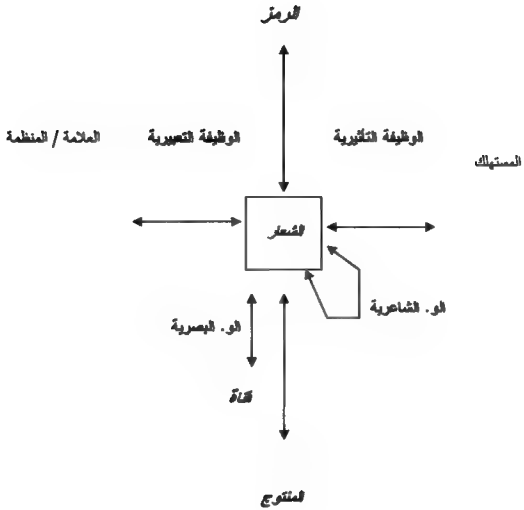 الرمز
الوظيفة التأثيرية
الوظيفة التعبيرية
العلامة / المنظمة
المستهلك
الشعار
الو. الشاعرية
الو. البصرية
قناة
المنتوج